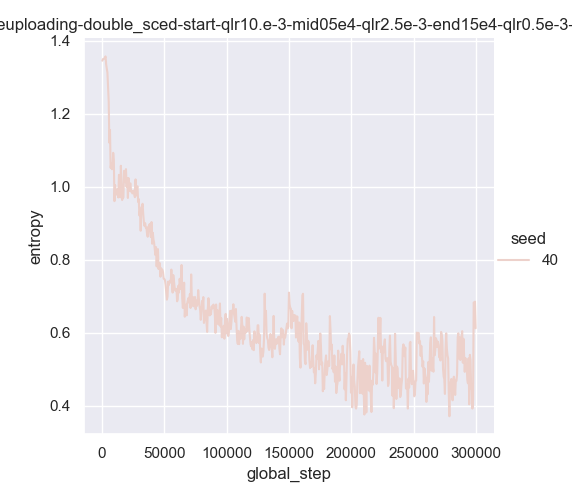 euploading-double_sced-start-qlr10.e-3-mid05e4-qlr2.5e-3-end15e4-qlr0.5e-3-
1.4
1.2
1.0
0.8
0.6
0.4
entropy
0 50000 100000 150000 200000 250000 300000
global_step
seed
40